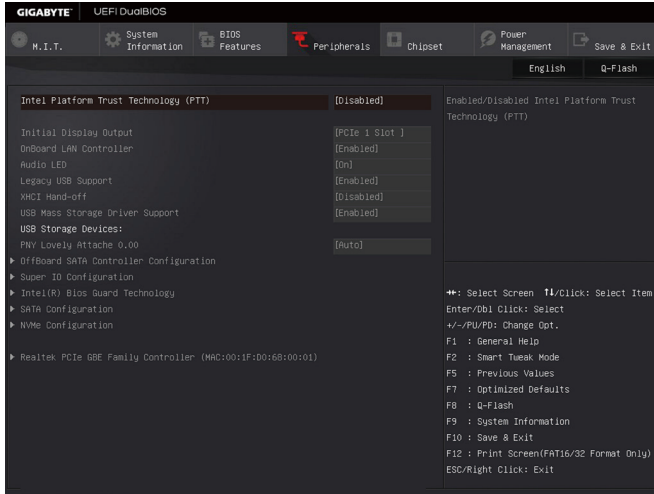 GIGABYTE™ UEFI DualBIOS
M.I.T.
System Information
BIOS Features
Peripherals
Chipset
Power Management
Save & Exit
English
Q-Flash
Intel Platform Trust Technology (PTT) [Disabled]
Initial Display Output [PCIe 1 Slot ]
OnBoard LAN Controller [Enabled]
Audio LED [On]
Legacy USB Support [Enabled]
XHCI Hand-off [Disabled]
USB Mass Storage Driver Support [Enabled]
USB Storage Devices:
PNY Lovely Attache 0.00 [Auto]
OffBoard SATA Controller Configuration
Super IO Configuration
Intel(R) Bios Guard Technology
SATA Configuration
NVMe Configuration
Realtek PCIe GBE Family Controller (MAC:00:1F:D0:68:00:01)
Enabled/Disabled Intel Platform Trust
Technology (PTT)
→←: Select Screen ↑↓/Click: Select Item
Enter/Dbl Click: Select
+/-/PU/PD: Change Opt.
F1 : General Help
F2 : Smart Tweak Mode
F5 : Previous Values
F7 : Optimized Defaults
F8 : Q-Flash
F9 : System Information
F10 : Save & Exit
F12 : Print Screen(FAT16/32 Format Only)
ESC/Right Click: Exit